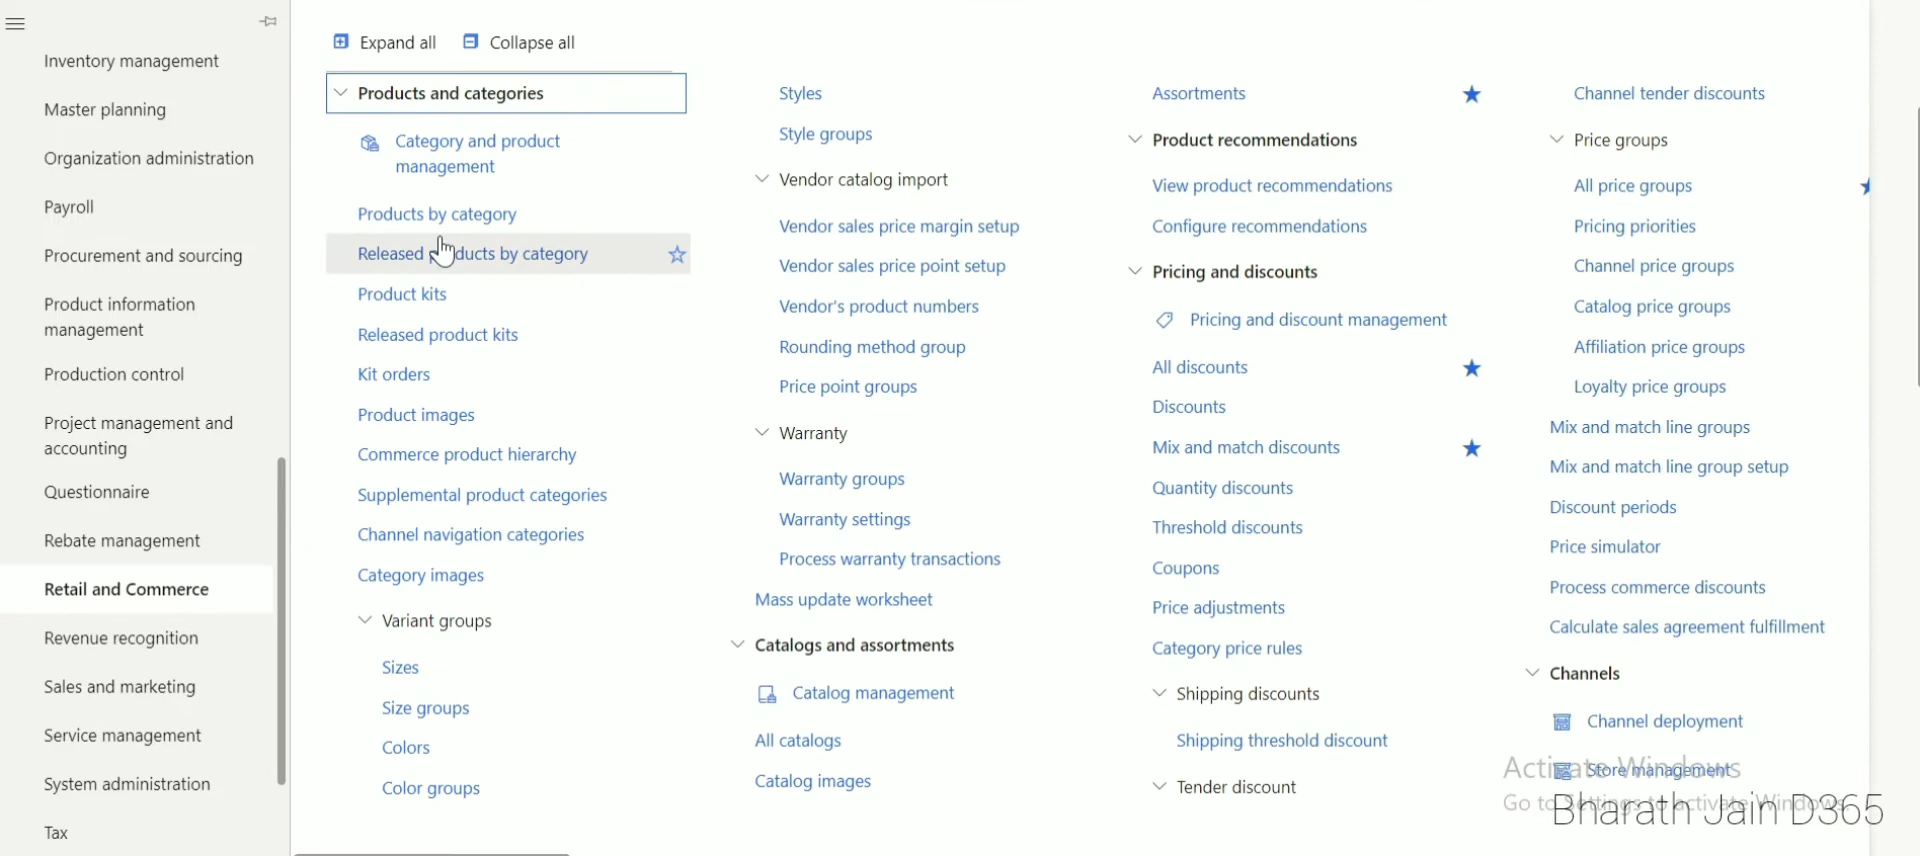 Inventory management
Master planning
Organization administration
Payroll
Procurement and sourcing
Product information
management
Production control
Project management and
accounting
Questionnaire
Rebate management
Retail and Commerce
Revenue recognition
Sales and marketing
Service management
System administration
Tax
Expand all
Collapse all
Products and categories
Category and product
management
Products by category
Released products by category
Product kits
Released product kits
Kit orders
Product images
Commerce product hierarchy
Supplemental product categories
Channel navigation categories
Category images
Variant groups
Sizes
Size groups
Colors
Color groups
Styles
Style groups
Vendor catalog import
Vendor sales price margin setup
Vendor sales price point setup
Vendor's product numbers
Rounding method group
Price point groups
Warranty
Warranty groups
Warranty settings
Process warranty transactions
Mass update worksheet
Catalogs and assortments
Catalog management
All catalogs
Catalog images
Assortments
Product recommendations
View product recommendations
Configure recommendations
Pricing and discounts
Pricing and discount management
All discounts
Discounts
Mix and match discounts
Quantity discounts
Threshold discounts
Coupons
Price adjustments
Category price rules
Shipping discounts
Shipping threshold discount
Tender discount
Channel tender discounts
Price groups
All price groups
Pricing priorities
Channel price groups
Catalog price groups
Affiliation price groups
Loyalty price groups
Mix and match line groups
Mix and match line group setup
Discount periods
Price simulator
Process commerce discounts
Calculate sales agreement fulfillment
Channels
Channel deployment
Store management
Activate Windows
Go to Settings to activate Windows.
Bharath Jain D365